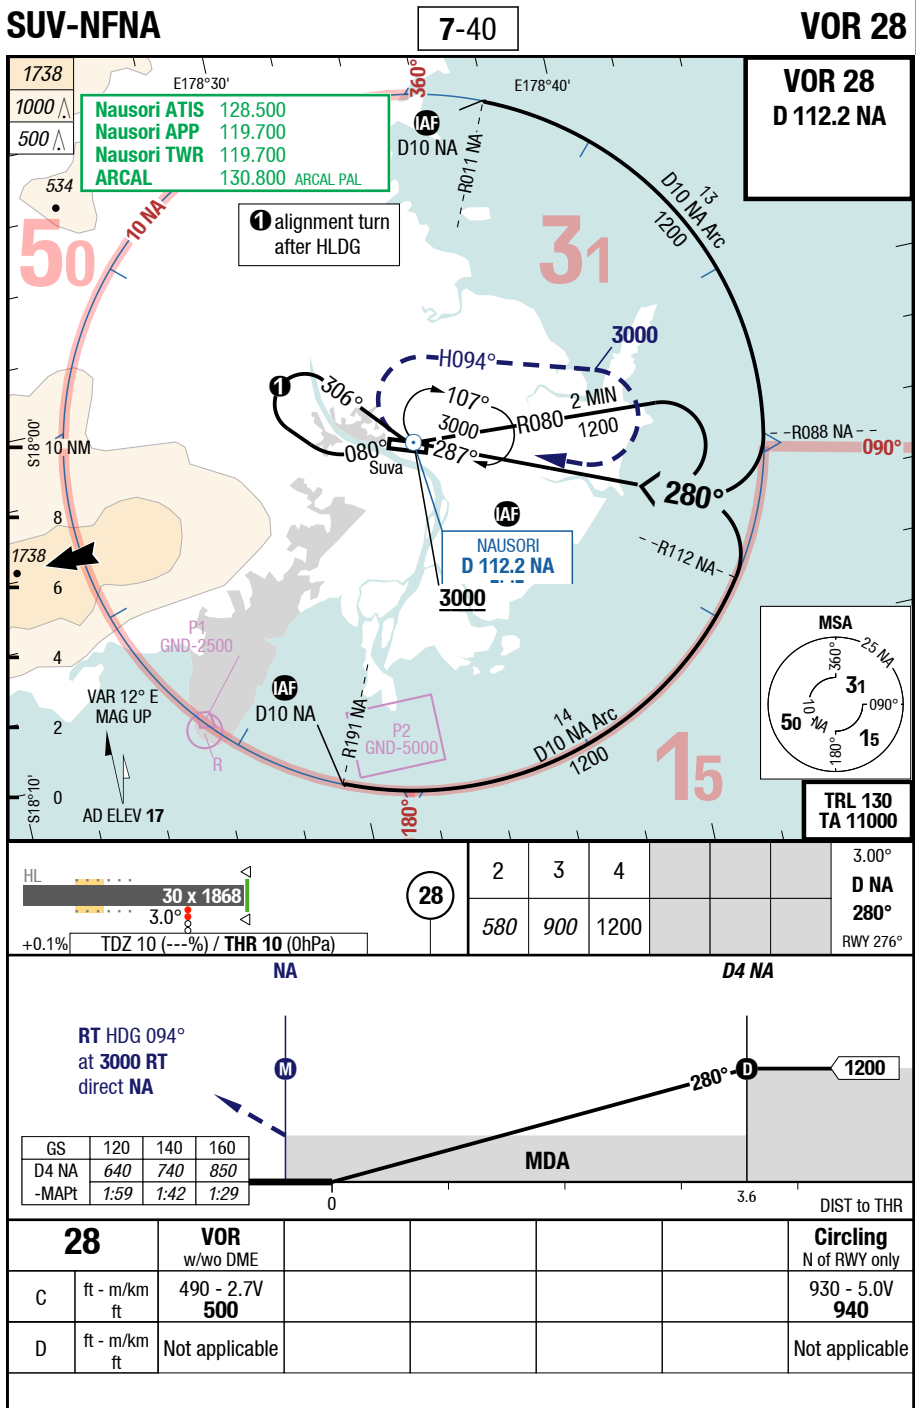 SUV-NFNA
7-40
VOR 28
1738
1000
500
534
E178°30'
360°
E178°40'
Nausori ATIS 128.500
Nausori APP 119.700
Nausori TWR 119.700
ARCAL 130.800 ARCAL PAL
IAF
D10 NA
R011 NA
VOR 28
D 112.2 NA
10 NA
50
1 alignment turn
after HLDG
31
13
D10 NA Arc
1200
3000
H094°
1
306°
107°
3000
2 MIN
R080
1200
080°
287°
Suva
S18°00'
10 NM
R088 NA
090°
280°
IAF
NAUSORI
D 112.2 NA
3000
R112 NA
8
1738
6
4
2
0
P1
GND-2500
VAR 12° E
MAG UP
AD ELEV 17
S18°10'
R
IAF
D10 NA
R191 NA
P2
GND-5000
14
D10 NA Arc
1200
180°
15
MSA
25 NA
360°
31
090°
10 NA
50
15
180°
TRL 130
TA 11000
HL
30 x 1868
3.0°
+0.1%
TDZ 10 (---%) / THR 10 (0hPa)
28
2 3 4
580 900 1200
3.00°
D NA
280°
RWY 276°
NA
D4 NA
RT HDG 094°
at 3000 RT
direct NA
M
280°
D
1200
MDA
GS 120 140 160
D4 NA 640 740 850
-MAPt 1:59 1:42 1:29
0
3.6
DIST to THR
28
VOR
w/wo DME
Circling
N of RWY only
C
ft - m/km
ft
490 - 2.7V
500
930 - 5.0V
940
D
ft - m/km
ft
Not applicable
Not applicable